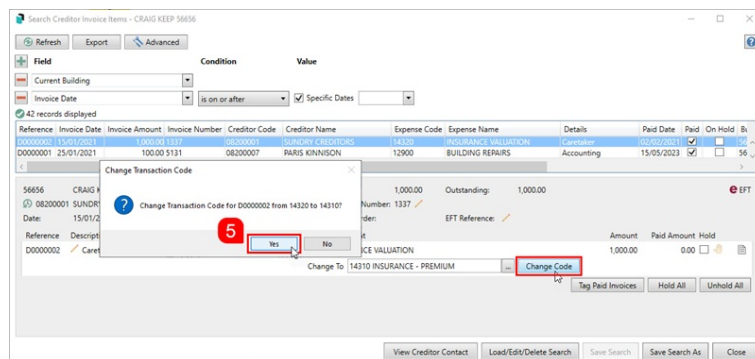 Search Creditor Invoice Items - CRAIG KEEP 56656
Refresh Export Advanced
Field Condition Value
Current Building
Invoice Date is on or after Specific Dates
42 records displayed
Reference Invoice Date Invoice Amount Invoice Number Creditor Code Creditor Name Expense Code Expense Name Details Paid Date Paid On Hold
D0000002 15/01/2021 1,000.00 1337 08200001 SUNDRY CREDITORS 14320 INSURANCE VALUATION Caretaker 02/02/2021 56
D0000001 25/01/2021 100.00 5131 08200007 PARIS KINNISON 12900 BUILDING REPAIRS Accounting 15/05/2023 56
Change Transaction Code
56656 CRAIG 1,000.00 Outstanding: 1,000.00 EFT
08200001 SUNDR Number: 1337
Change Transaction Code for D0000002 from 14320 to 14310?
Date: 15/01/2 rder: EFT Reference:
5
Yes No
Reference Descript Amount Paid Amount Hold
D0000002 Caret CE VALUATION 1,000.00 0.00
Change To 14310 INSURANCE - PREMIUM ... Change Code
Tag Paid Invoices Hold All Unhold All
View Creditor Contact Load/Edit/Delete Search Save Search Save Search As Close